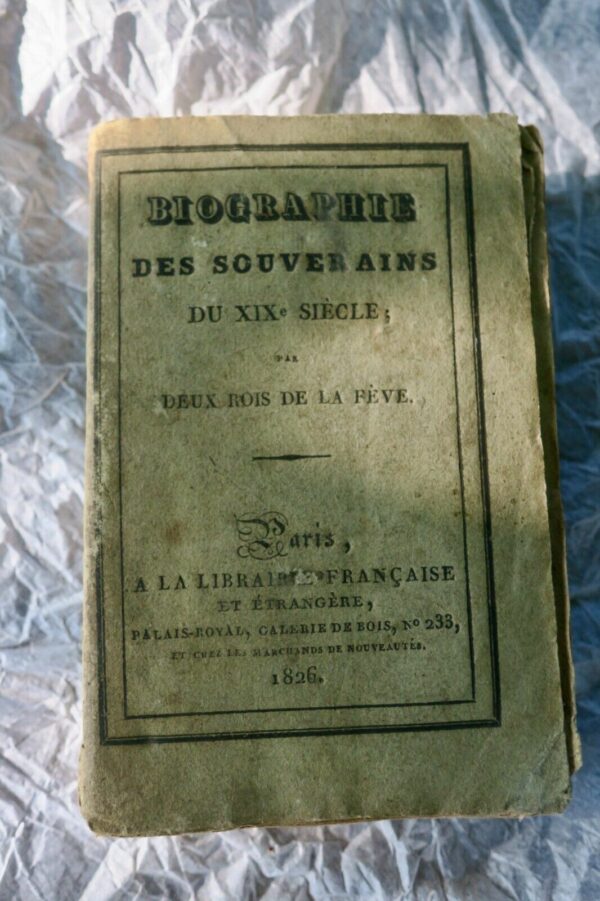 BIOGRAPHIE
DES SOUVERAINS
DU XIXe SIÈCLE;
PAR
DEUX ROIS DE LA FÈVE.
Paris,
A LA LIBRAIRIE FRANÇAISE
ET ÉTRANGÈRE,
PALAIS-ROYAL, GALERIE DE BOIS, No 233,
ET CHEZ LES MARCHANDS DE NOUVEAUTÉS.
1826.